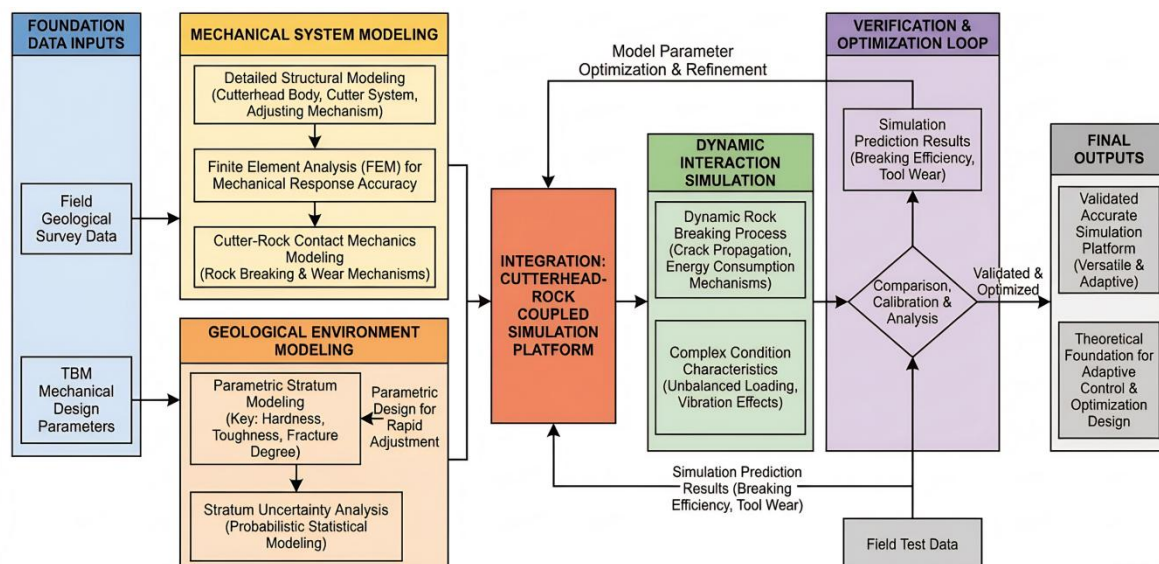 FOUNDATION
DATA INPUTS
Field
Geological
Survey Data
TBM
Mechanical
Design
Parameters
MECHANICAL SYSTEM MODELING
Detailed Structural Modeling
(Cutterhead Body, Cutter System,
Adjusting Mechanism)
Finite Element Analysis (FEM) for
Mechanical Response Accuracy
Cutter-Rock Contact Mechanics
Modeling
(Rock Breaking & Wear Mechanisms)
GEOLOGICAL ENVIRONMENT
MODELING
Parametric Stratum
Modeling
(Key: Hardness,
Toughness, Fracture
Degree)
Parametric
Design for
Rapid
Adjustment
Stratum Uncertainty Analysis
(Probabilistic Statistical
Modeling)
INTEGRATION:
CUTTERHEAD-
ROCK
COUPLED
SIMULATION
PLATFORM
Model Parameter
Optimization & Refinement
DYNAMIC
INTERACTION
SIMULATION
Dynamic Rock
Breaking Process
(Crack Propagation,
Energy Consumption
Mechanisms)
Complex Condition
Characteristics
(Unbalanced Loading,
Vibration Effects)
Simulation Prediction
Results (Breaking
Efficiency, Tool Wear)
VERIFICATION &
OPTIMIZATION LOOP
Simulation
Prediction Results
(Breaking Efficiency,
Tool Wear)
Comparison,
Calibration &
Analysis
Field Test Data
Validated &
Optimized
FINAL
OUTPUTS
Validated
Accurate
Simulation
Platform
(Versatile &
Adaptive)
Theoretical
Foundation for
Adaptive
Control &
Optimization
Design